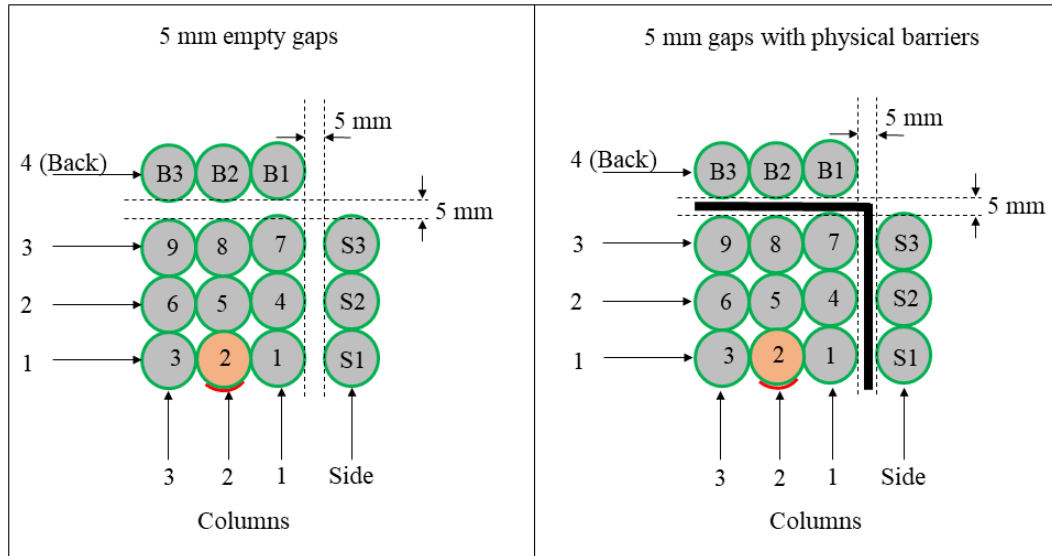 5 mm empty gaps
5 mm
4 (Back)
B3 B2 B1
5 mm
3
9 8 7 S3
2
6 5 4 S2
1
3 2 1 S1
3 2 1 Side
Columns
5 mm gaps with physical barriers
5 mm
4 (Back)
B3 B2 B1
5 mm
3
9 8 7 S3
2
6 5 4 S2
1
3 2 1 S1
3 2 1 Side
Columns